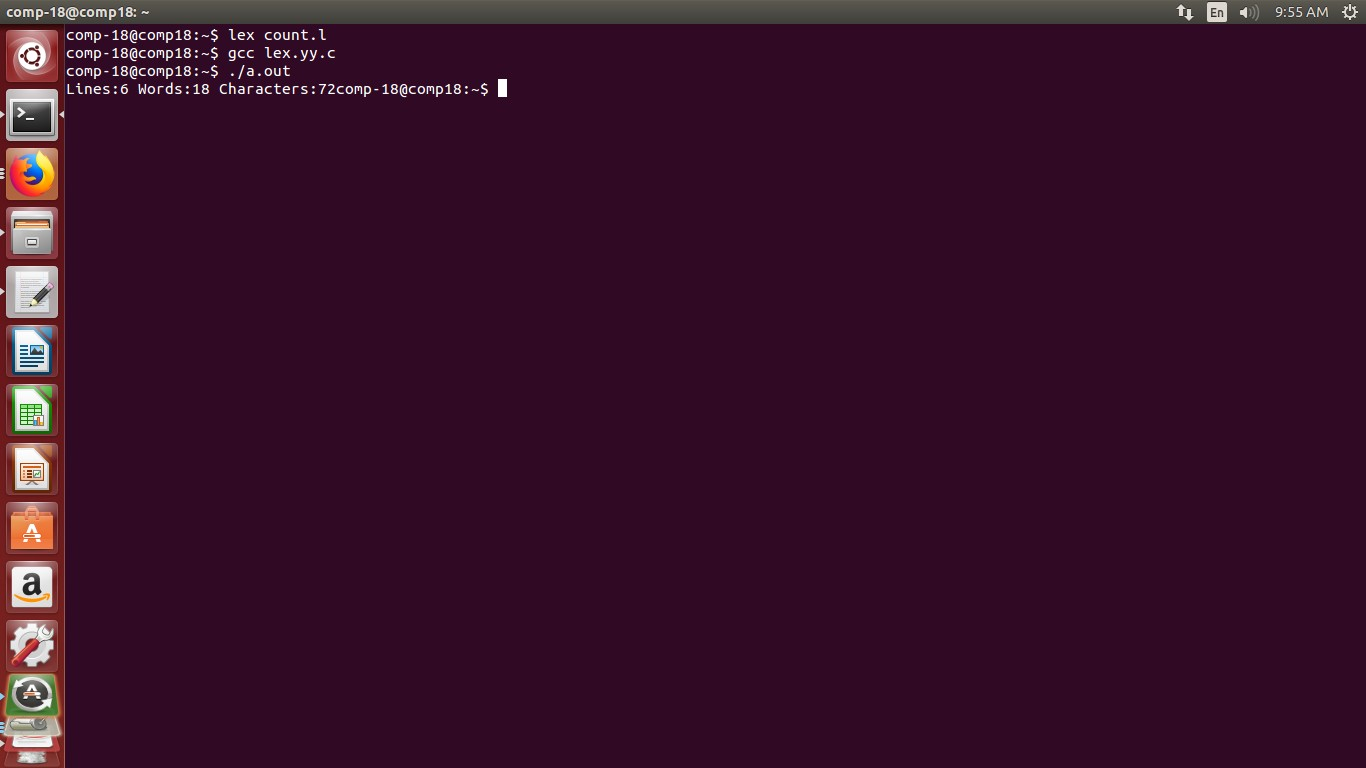 comp-18@comp18: ~
En
9:55 AM
comp-18@comp18:~$ lex count.l
comp-18@comp18:~$ gcc lex.yy.c
comp-18@comp18:~$ ./a.out
Lines:6 Words:18 Characters:72comp-18@comp18:~$